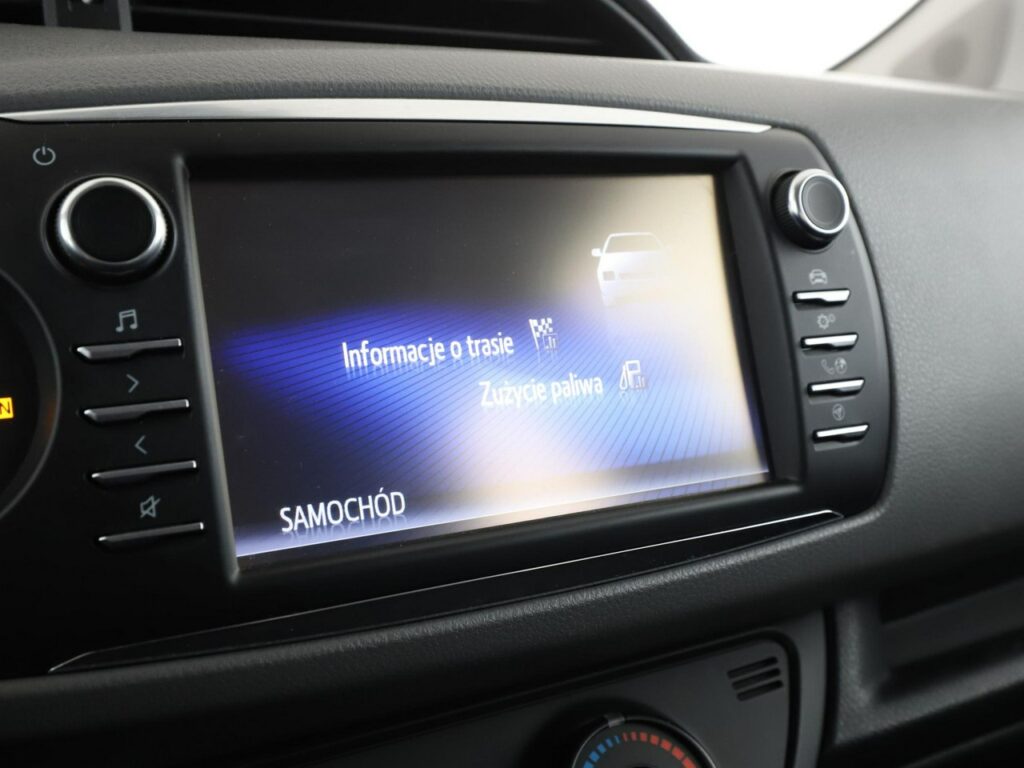 Informacje o trasie
Zużycie paliwa
SAMOCHÓD
N